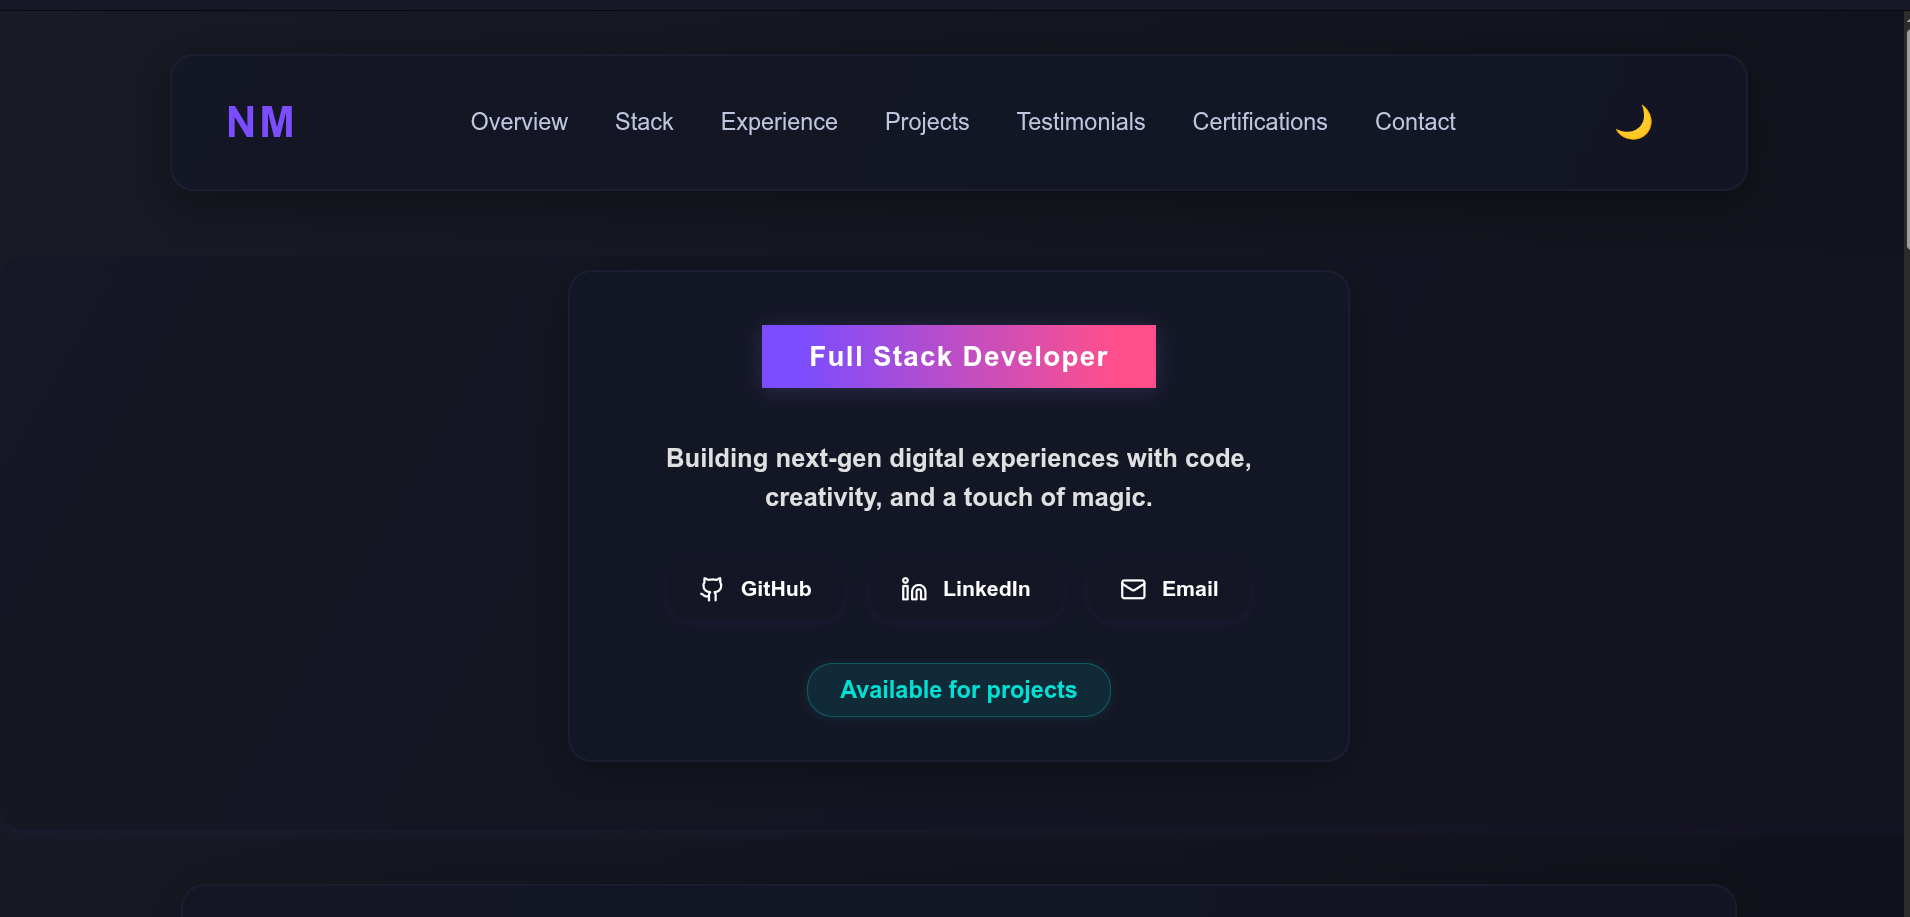 NM
Overview
Stack
Experience
Projects
Testimonials
Certifications
Contact
Full Stack Developer
Building next-gen digital experiences with code,
creativity, and a touch of magic.
GitHub
LinkedIn
Email
Available for projects